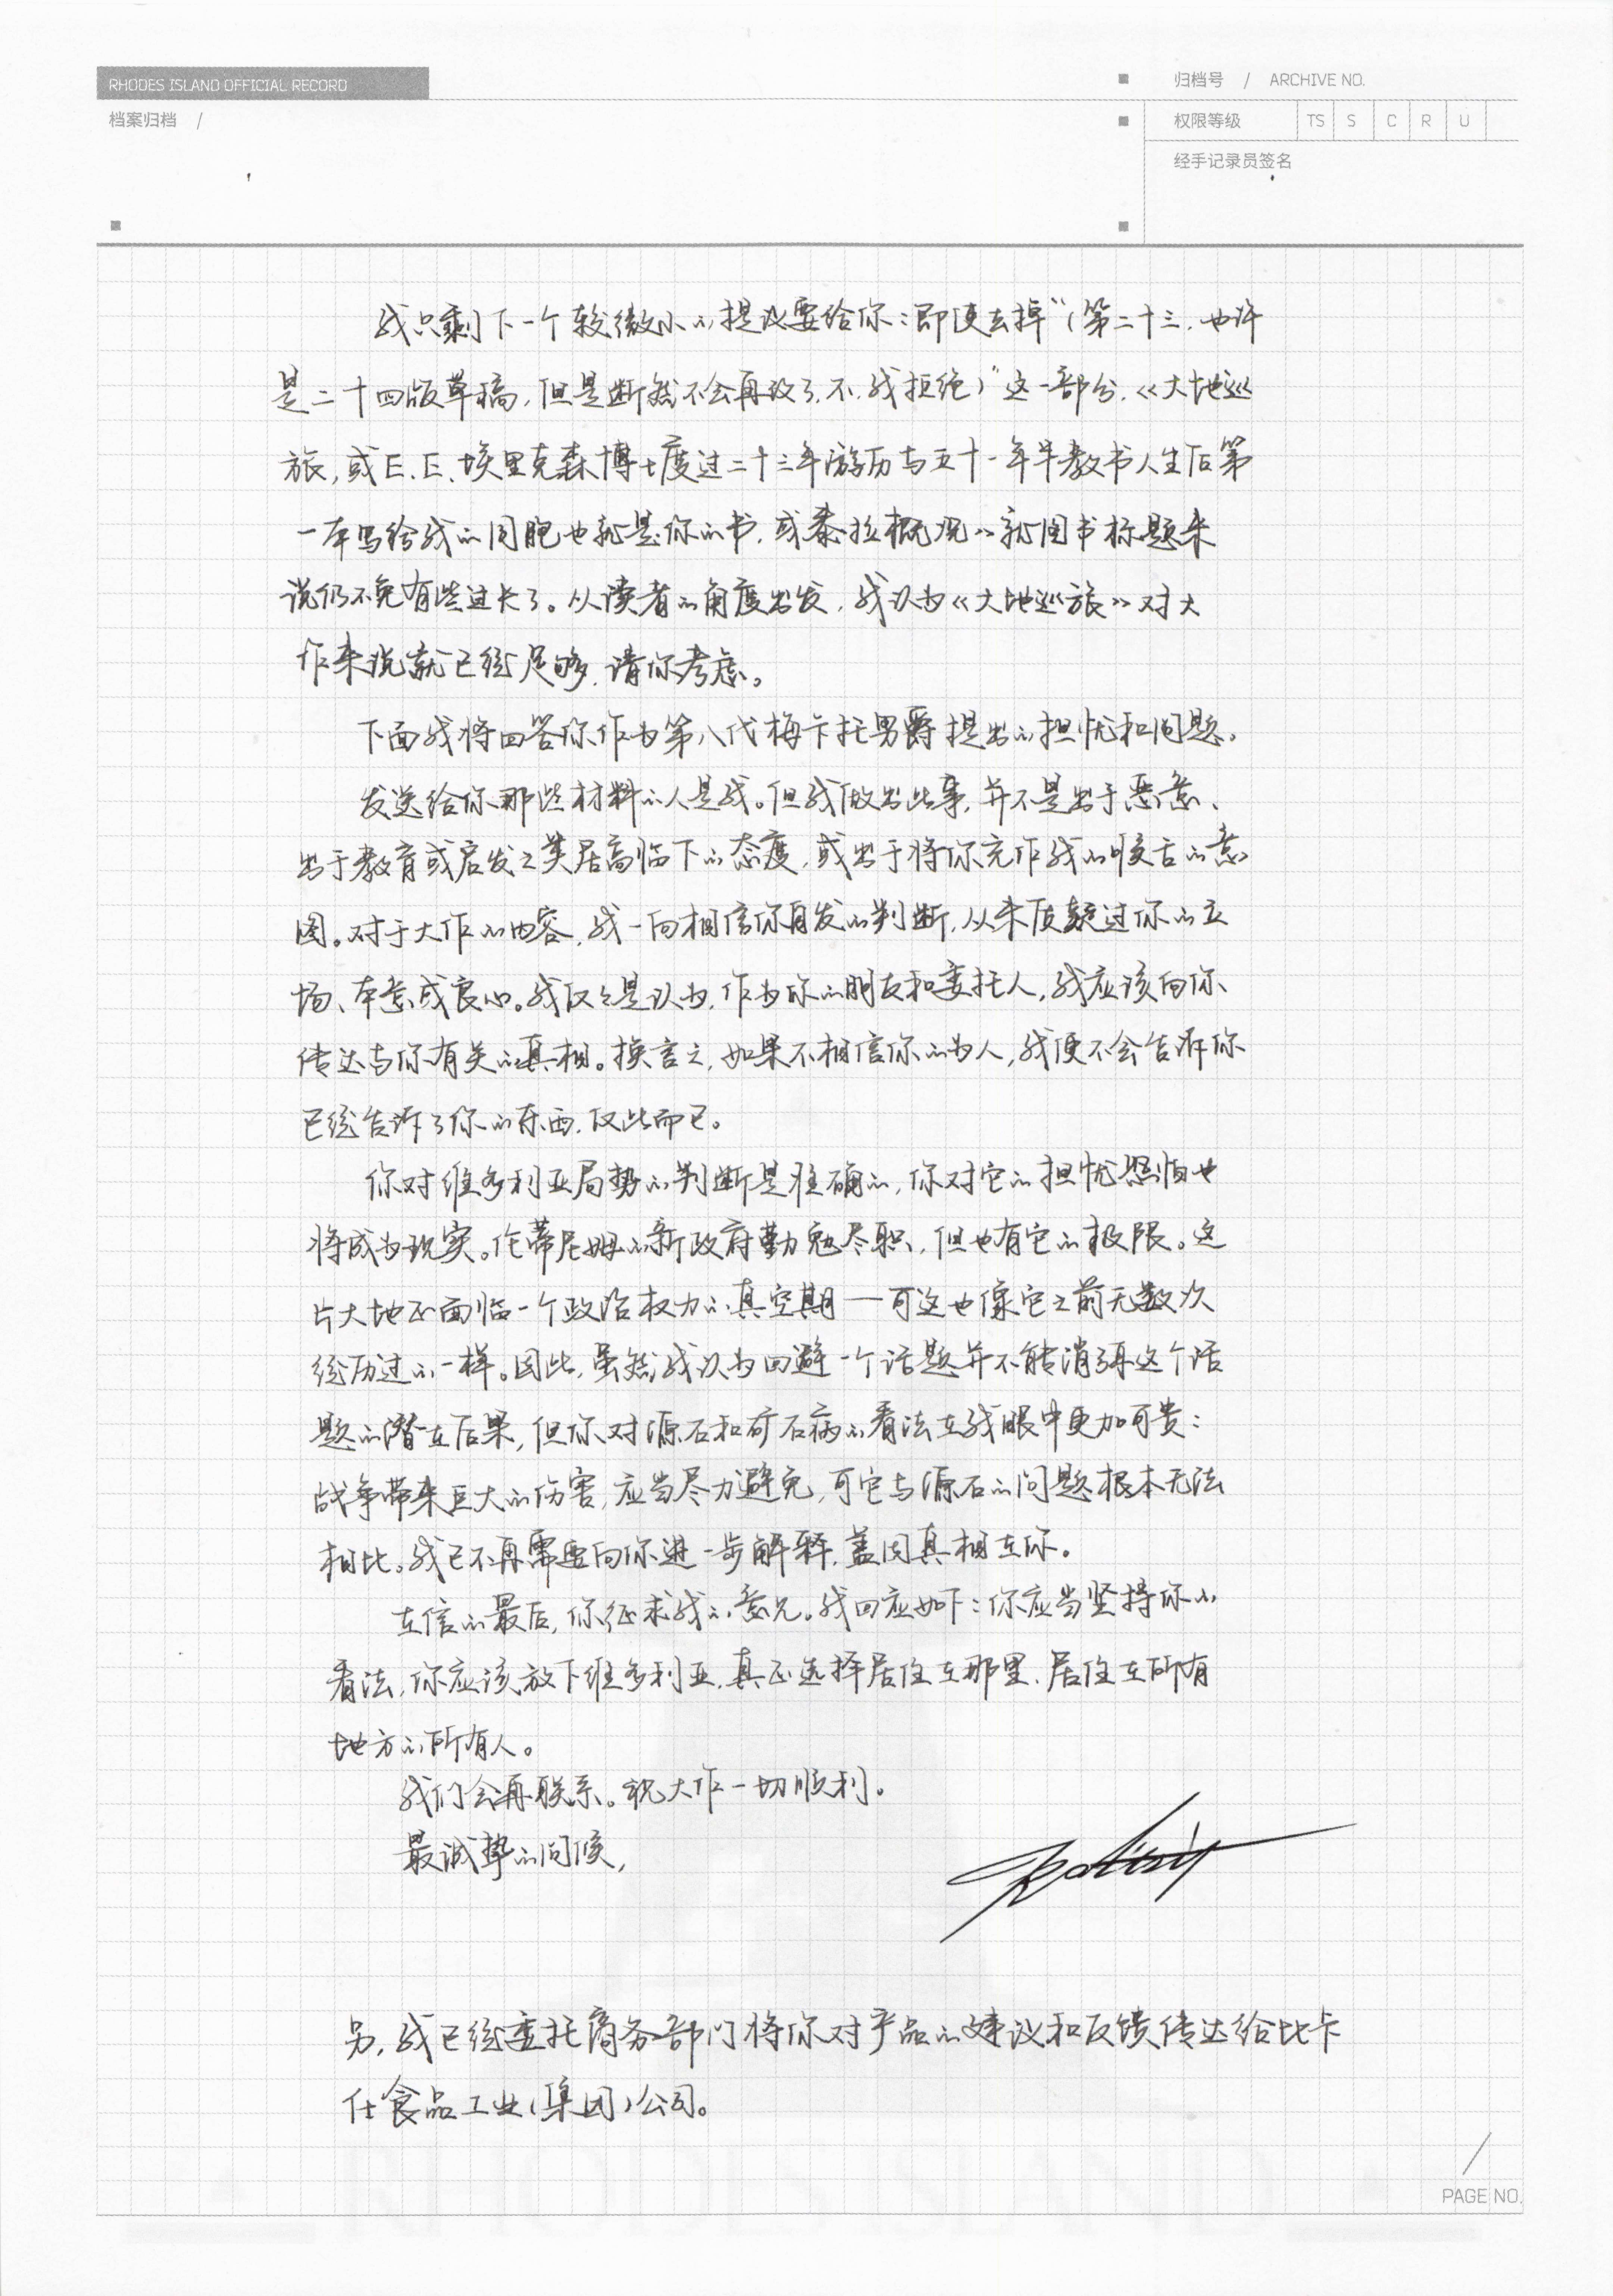 RHODES ISLAND OFFICIAL RECORD
归档号 / ARCHIVE NO.
档案归档 /
权限等级 TS S C R U
经手记录员签名
我只剩下一个较微小的提议要给你：即便去掉“（第二十三，也许
是二十四版草稿，但是断然不会再改了，不，我拒绝）”这一部分，《大地巡
旅，或E.E.埃里克森博士度过二十三年游历与五十一年半教书人生后第
一本写给我的同胞也就是你的书，或泰拉概况》就图书标题来
说仍不免有些过长了。从读者的角度出发，我认为《大地巡旅》对大
作来说就已经足够，请你考虑。
下面我将回答你作为第八代梅卡托男爵提出的担忧和问题。
发送给你那些材料的人是我。但我做出此事，并不是出于恶意、
出于教育或启发之类居高临下的态度，或出于将你充作我的喉舌的意
图。对于大作的内容，我一向相信你自发的判断，从未质疑过你的立
场、本意或良心。我仅仅是认为，作为你的朋友和委托人，我应该向你
传达与你有关的真相。换言之，如果不相信你的为人，我便不会告诉你
已经告诉了你的东西，仅此而已。
你对维多利亚局势的判断是准确的，你对它的担忧恐怕也
将成为现实。伦蒂尼姆的新政府勤勉尽职，但也有它的极限。这
片大地正面临一个政治权力的真空期——可这也像它之前无数次
经历过的一样。因此，虽然我认为回避一个话题并不能消弭这个话
题的潜在后果，但你对源石和矿石病的看法在我眼中更加可贵：
战争带来巨大的伤害，应当尽力避免，可它与源石的问题根本无法
相比。我已不再需要向你进一步解释，盖因真相在你。
在信的最后，你征求我的意见。我回应如下：你应当坚持你的
看法，你应该放下维多利亚，真正选择居住在那里、居住在所有
地方的所有人。
我们会再联系。祝大作一切顺利。
最诚挚的问候，
Kal'tsit
另，我已经委托商务部门将你对产品的建议和反馈传达给比卡
仕食品工业（集团）公司。
PAGE NO.
RHODES ISLAND